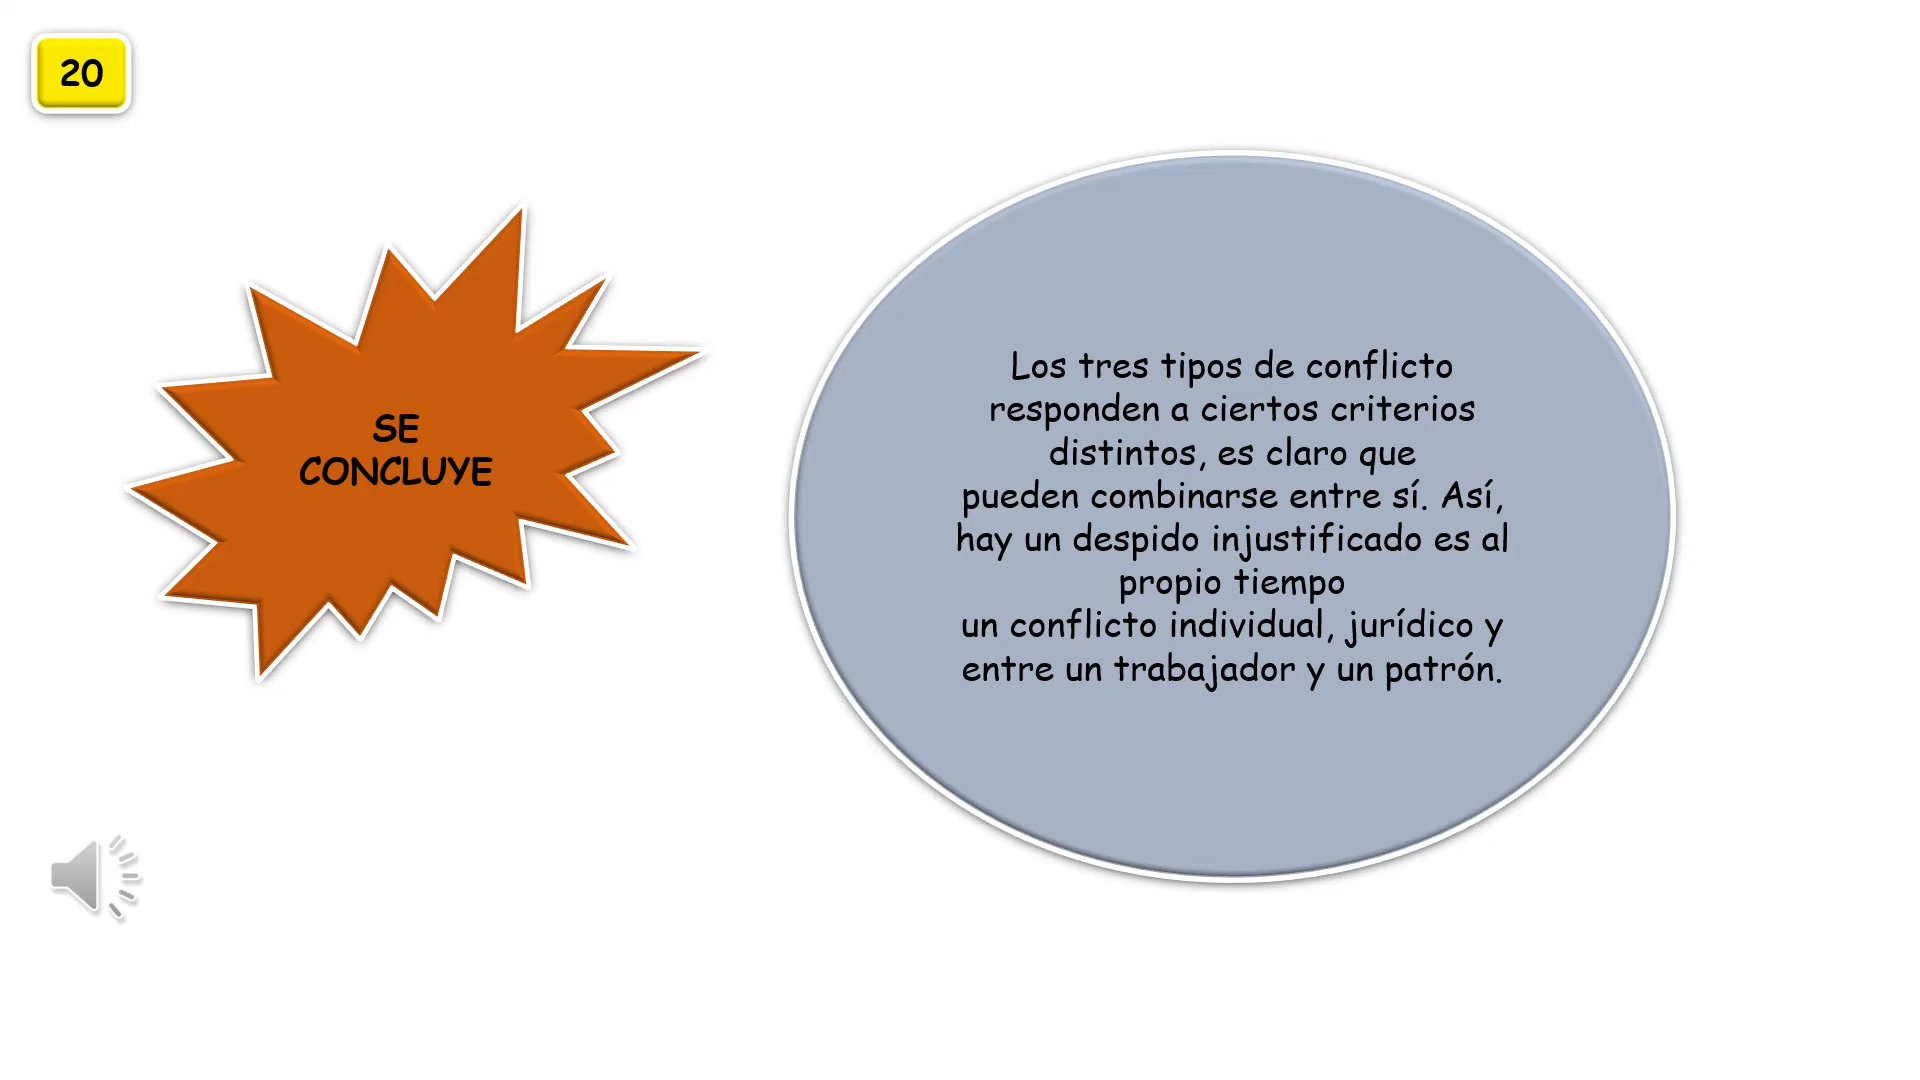 20
SE
CONCLUYE
Los tres tipos de conflicto
responden a ciertos criterios
distintos, es claro que
pueden combinarse entre sí. Así,
hay un despido injustificado es al
propio tiempo
un conflicto individual, jurídico y
entre un trabajador y un patrón.